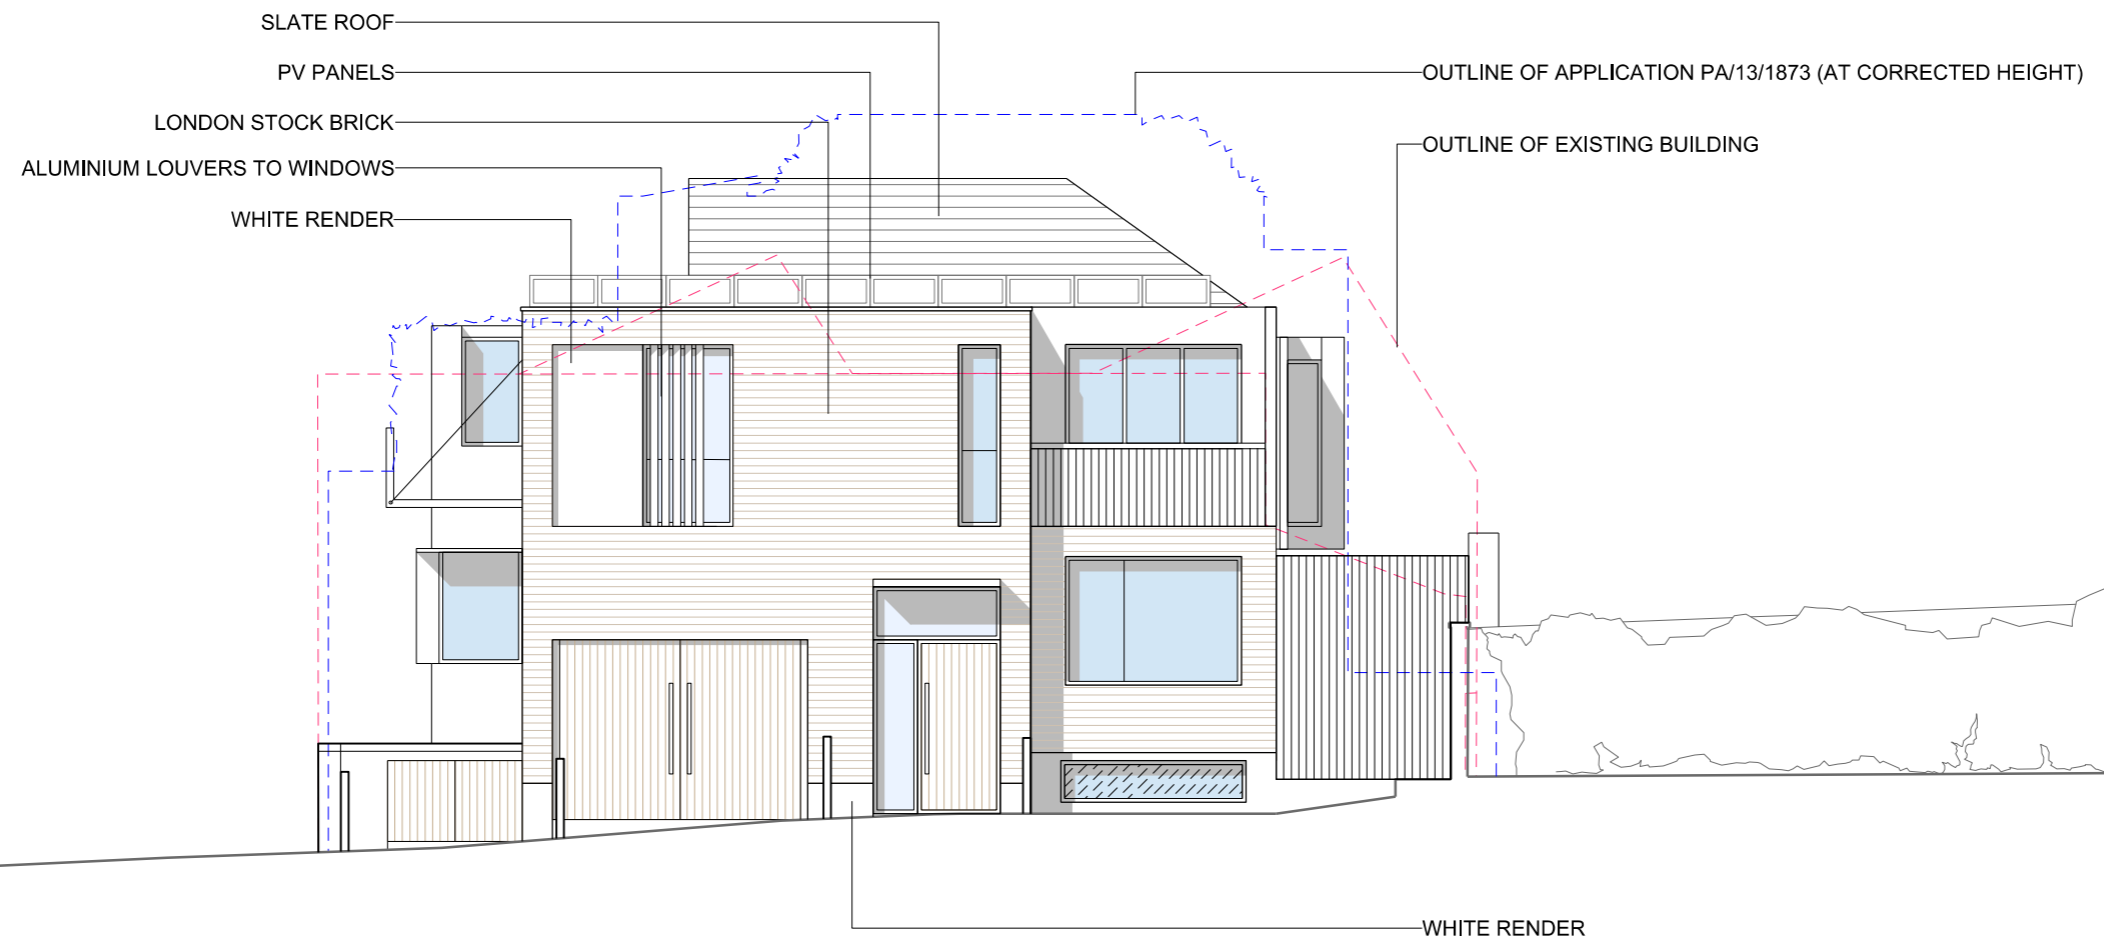 SLATE ROOF
PV PANELS
LONDON STOCK BRICK
ALUMINIUM LOUVERS TO WINDOWS
WHITE RENDER
OUTLINE OF APPLICATION PA/13/1873 (AT CORRECTED HEIGHT)
OUTLINE OF EXISTING BUILDING
WHITE RENDER